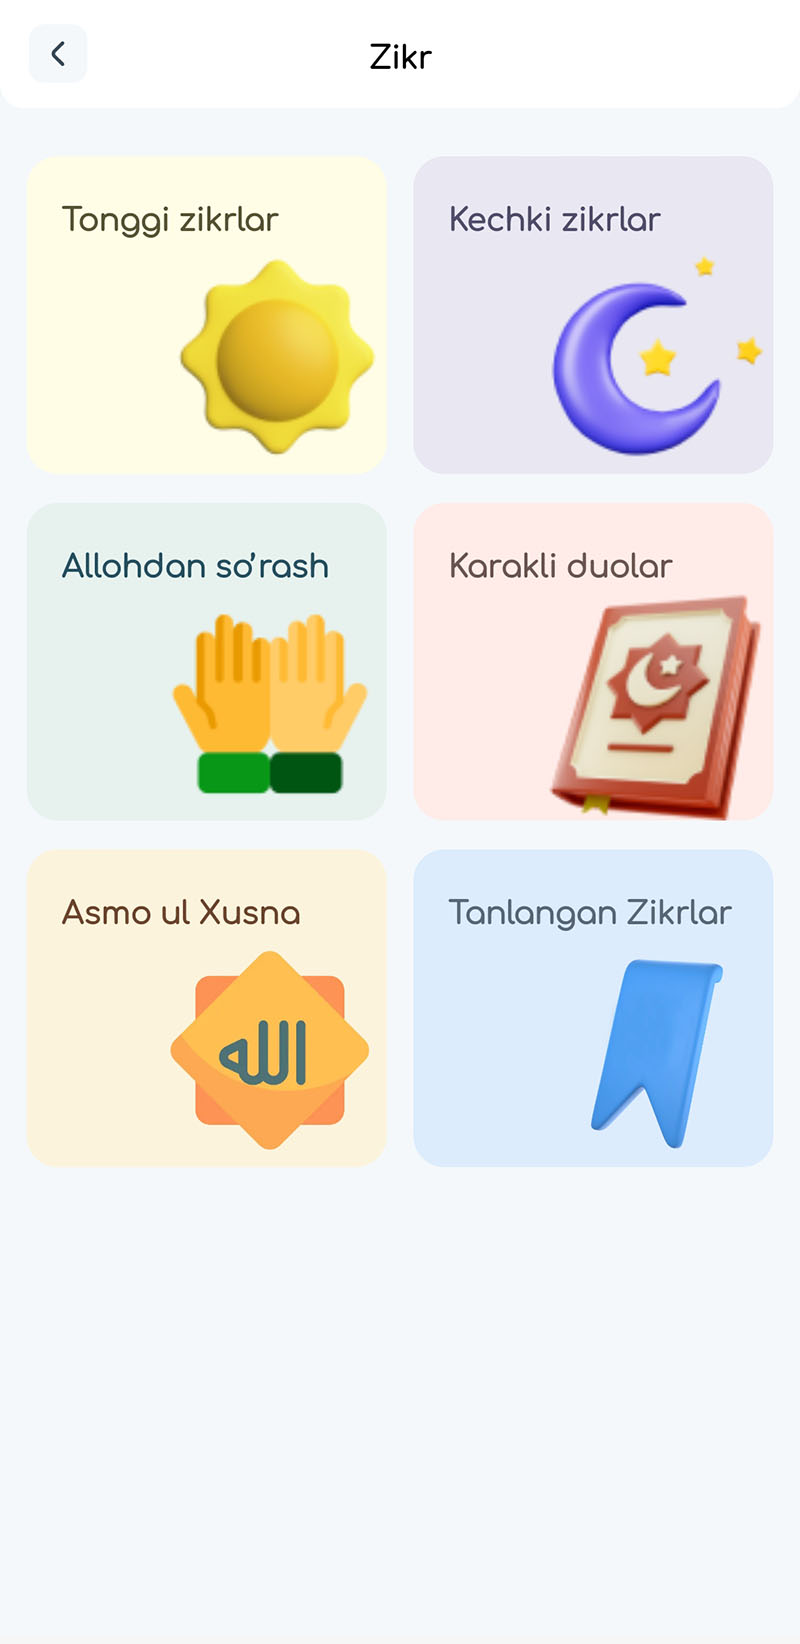 Zikr
Tonggi zikrlar
Kechki zikrlar
Allohdan so’rash
Karakli duolar
Asmo ul Xusna
الله
Tanlangan Zikrlar